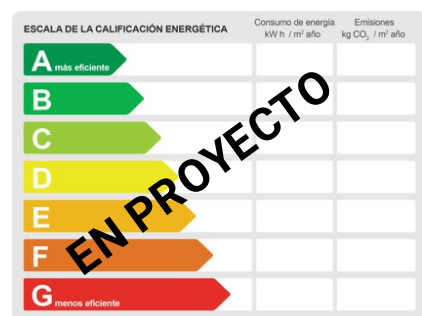 ESCALA DE LA CALIFICACIÓN ENERGÉTICA
Consumo de energía
kW h / m² año
Emisiones
kg CO₂ / m² año
A más eficiente
B
C
D
E
F
G menos eficiente
EN PROYECTO